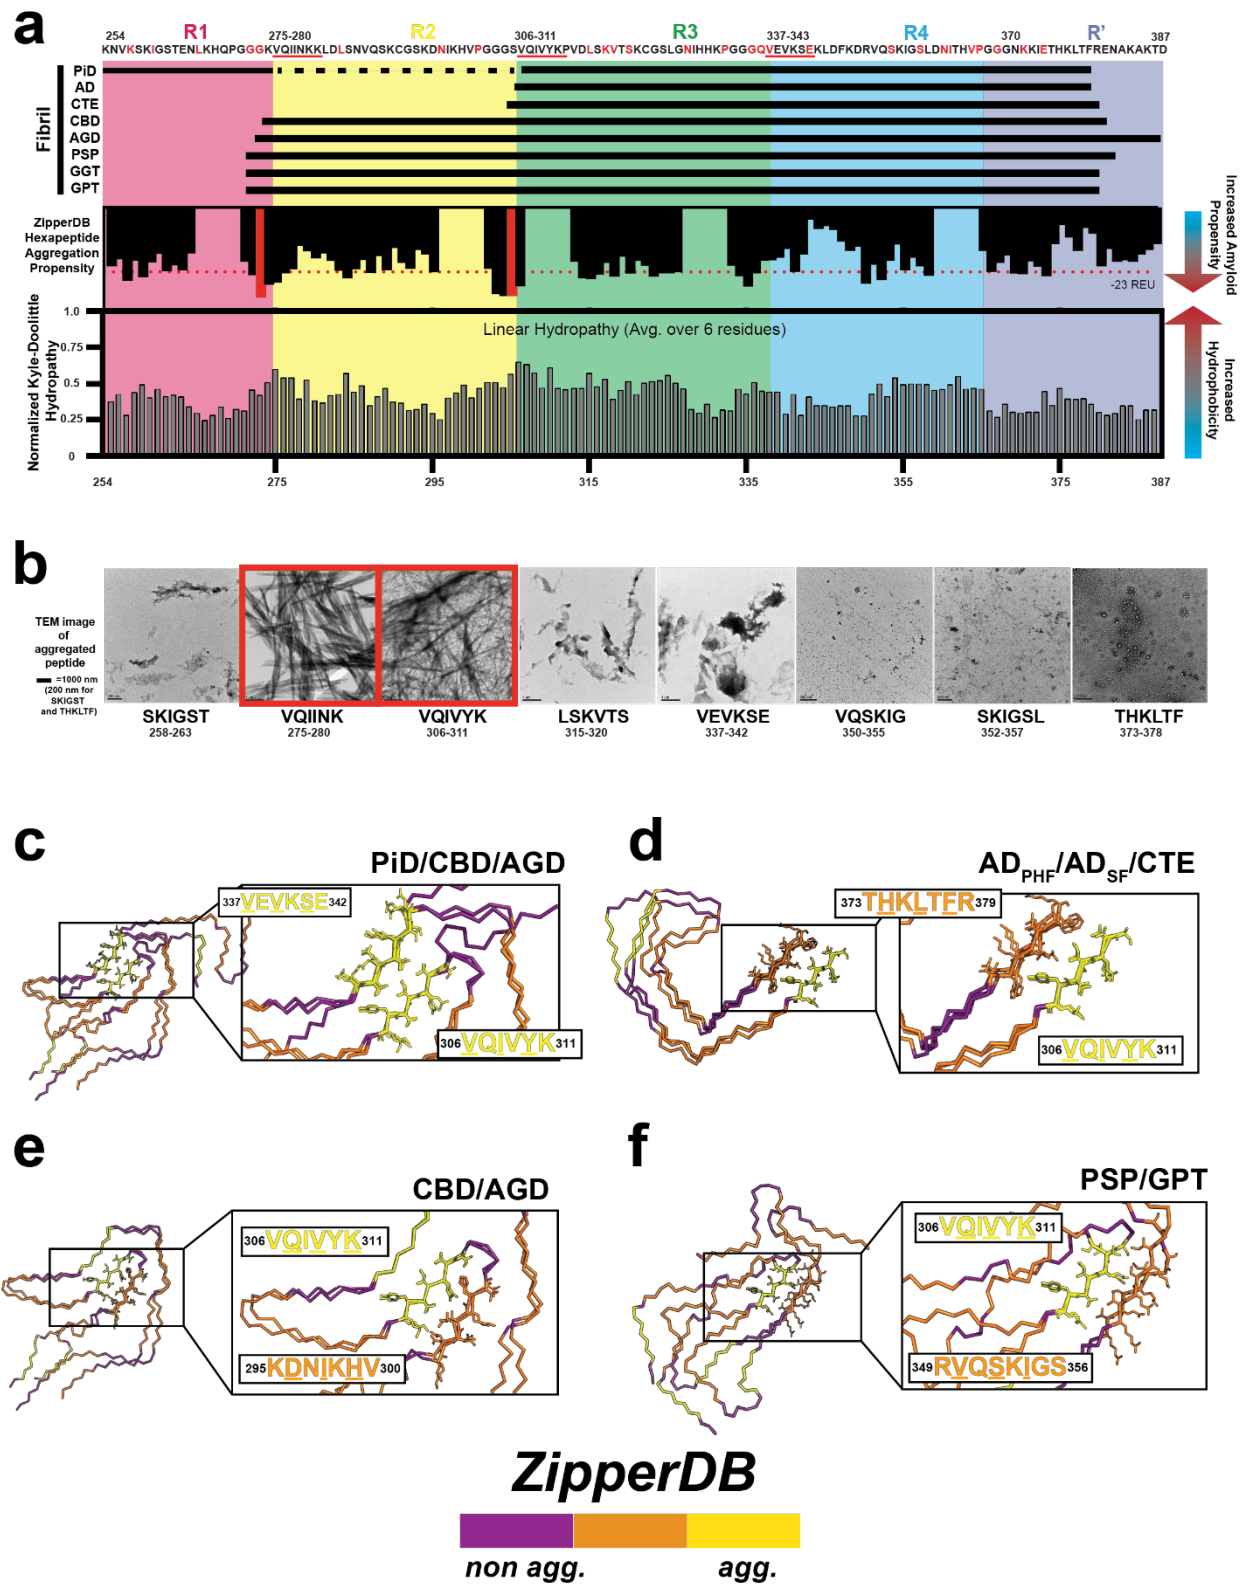 a
R1 R2 R3 R4 R'
254 275-280 306-311 337-343 370 387
KNVKSKIGSTENLKHQPGGGKVQIINKKLDLSNVQSKCGSKDNIKHVPGGGSVQIVYKPVDLSKVTSKCGSLGNIHHKPGGGQVEVKSEKLDFKDRVQSKIGSLDNITHVPGGGNKKIETHKLTFRENAKAKTD
Fibril
PiD
AD
CTE
CBD
AGD
PSP
GGT
GPT
ZipperDB
Hexapeptide
Aggregation
Propensity
-23 REU
Increased Amyloid
Propensity
Normalized Kyle-Doolittle
Hydropathy
1.0
0.75
0.5
0.25
0
Linear Hydropathy (Avg. over 6 residues)
Increased
Hydrophobicity
254 275 295 315 335 355 375 387
b
TEM image
of
aggregated
peptide
=1000 nm
(200 nm for
SKIGST
and THKLTF)
SKIGST VQIINK VQIVYK LSKVTS VEVKSE VQSKIG SKIGSL THKLTF
258-263 275-280 306-311 315-320 337-342 350-355 352-357 373-378
c
PiD/CBD/AGD
337VEVKSE342
306VQIVYK311
d
ADPHF/ADSF/CTE
373THKLTFR379
306VQIVYK311
e
CBD/AGD
306VQIVYK311
295KDNIKHV300
f
PSP/GPT
306VQIVYK311
349RVQSKIGS356
ZipperDB
non agg. agg.